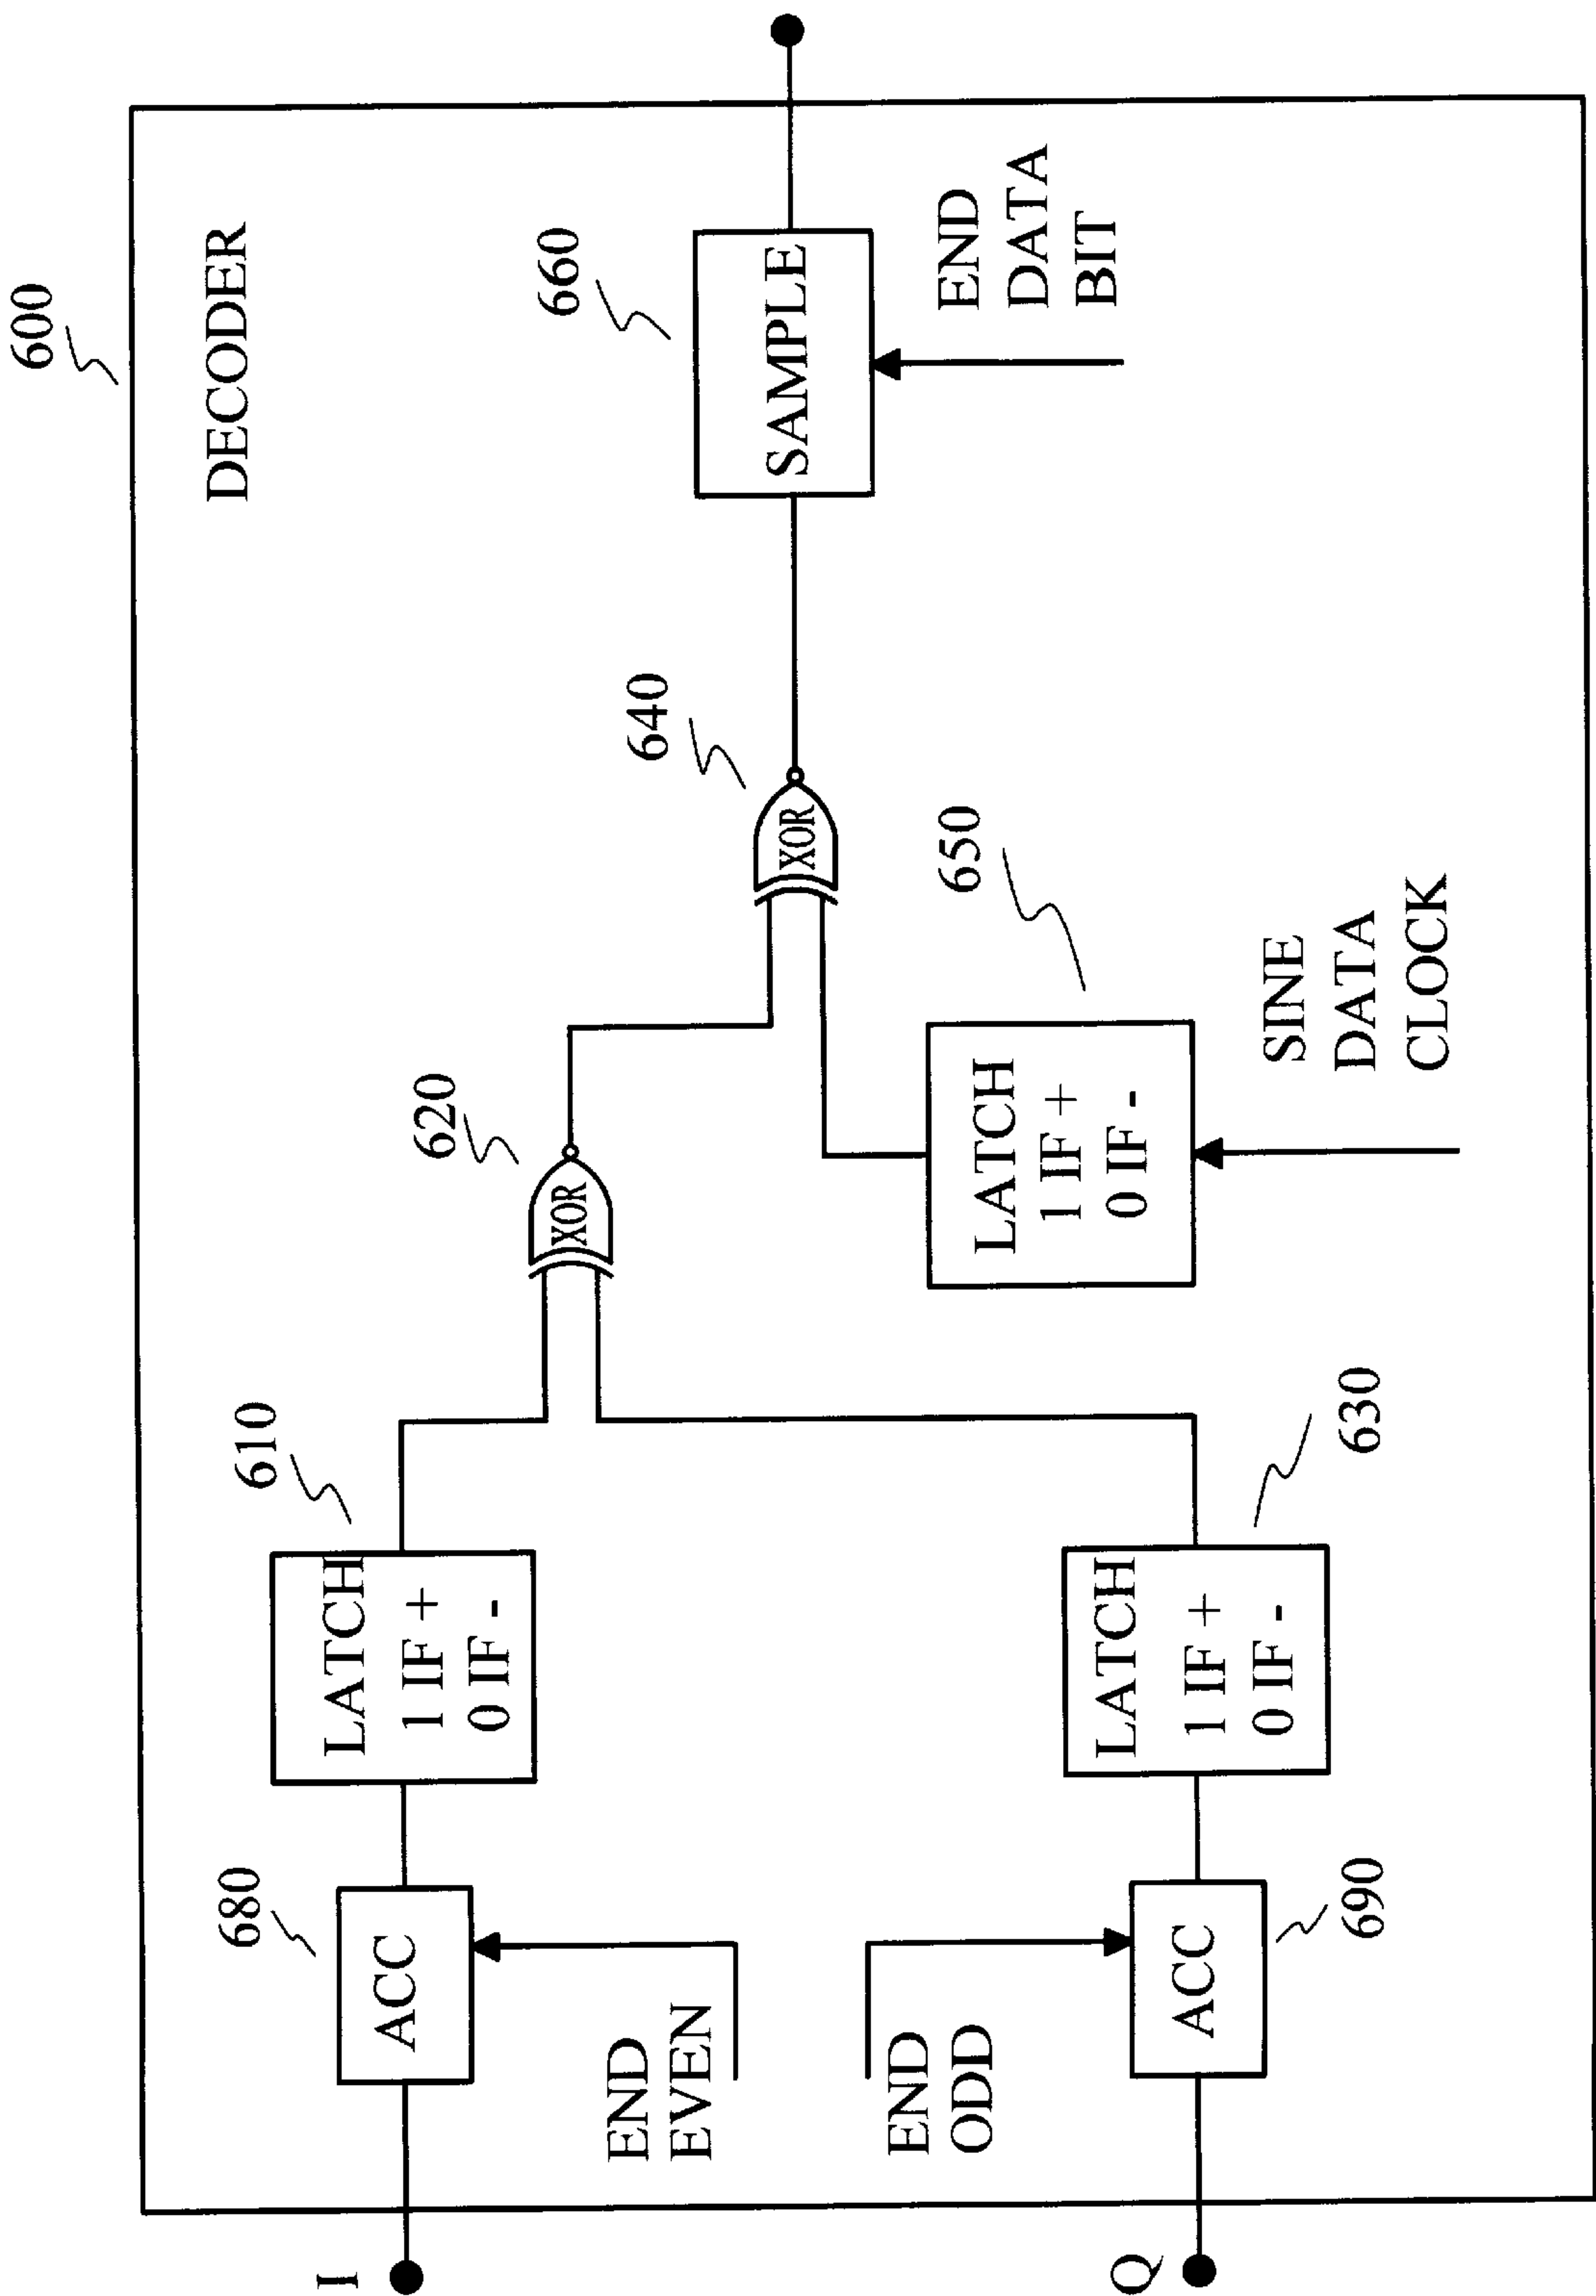 600
DECODER
I
680
ACC
END
EVEN
610
LATCH
1 IF +
0 IF -
620
XOR
640
XOR
660
SAMPLE
END
DATA
BIT
Q
690
ACC
END
ODD
630
LATCH
1 IF +
0 IF -
650
LATCH
1 IF +
0 IF -
SINE
DATA
CLOCK